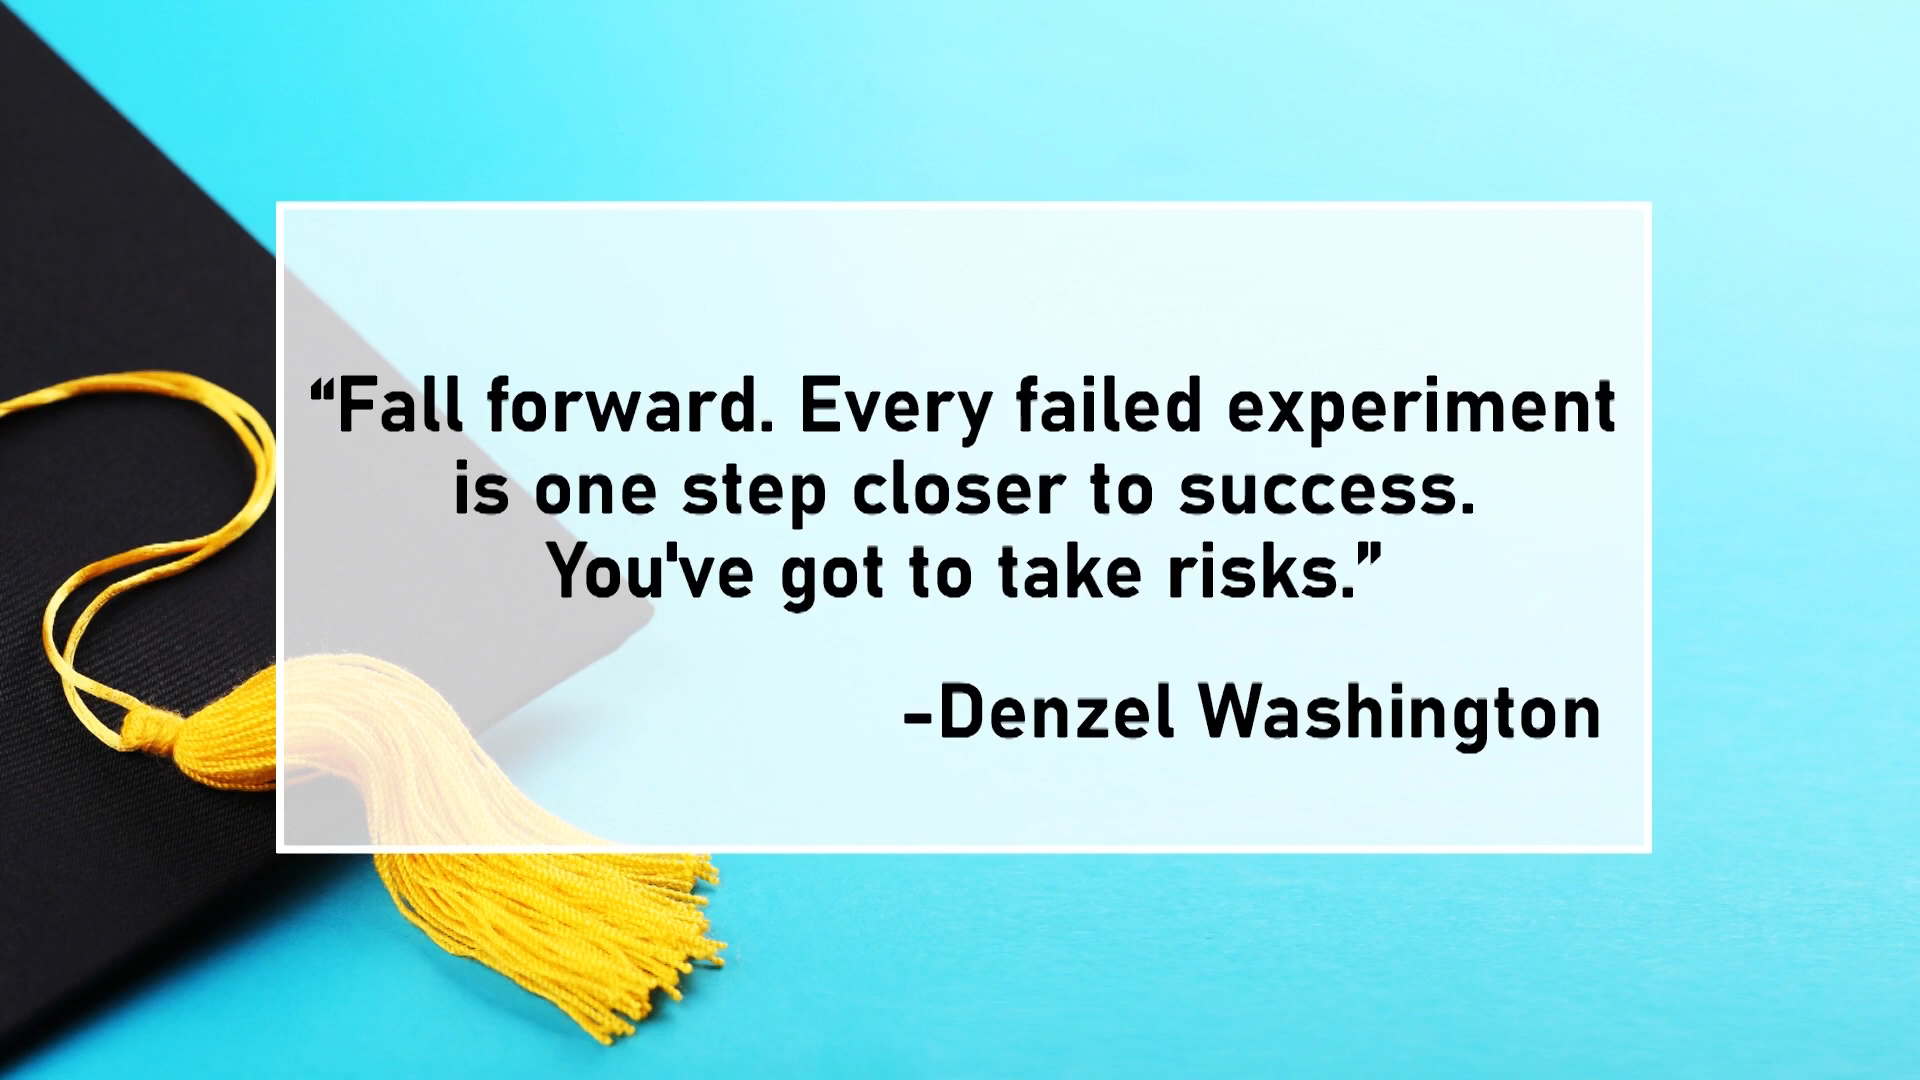 “Fall forward. Every failed experiment
is one step closer to success.
You've got to take risks.”
-Denzel Washington